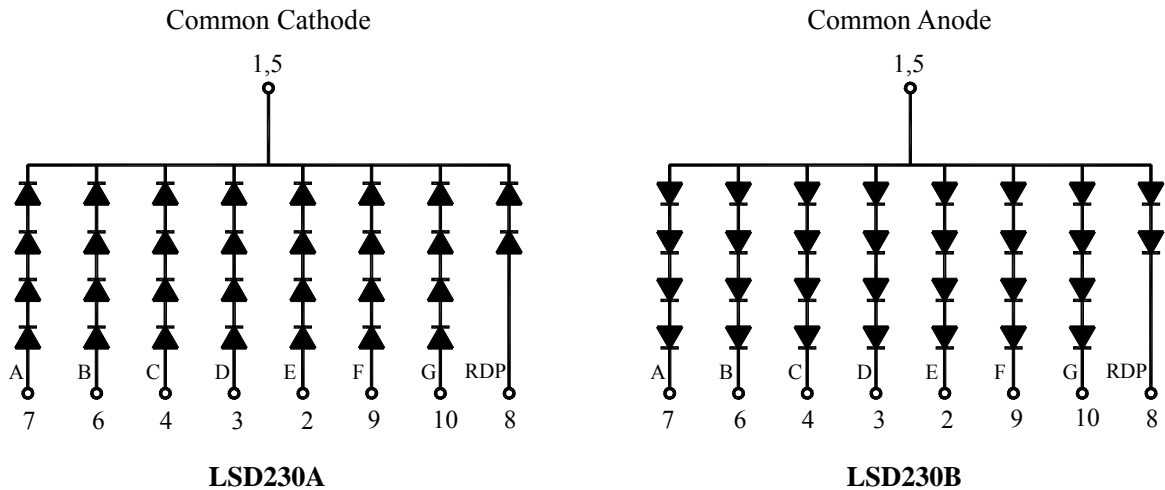 Common Cathode
1,5
A B C D E F G RDP
7 6 4 3 2 9 10 8
LSD230A
Common Anode
1,5
A B C D E F G RDP
7 6 4 3 2 9 10 8
LSD230B